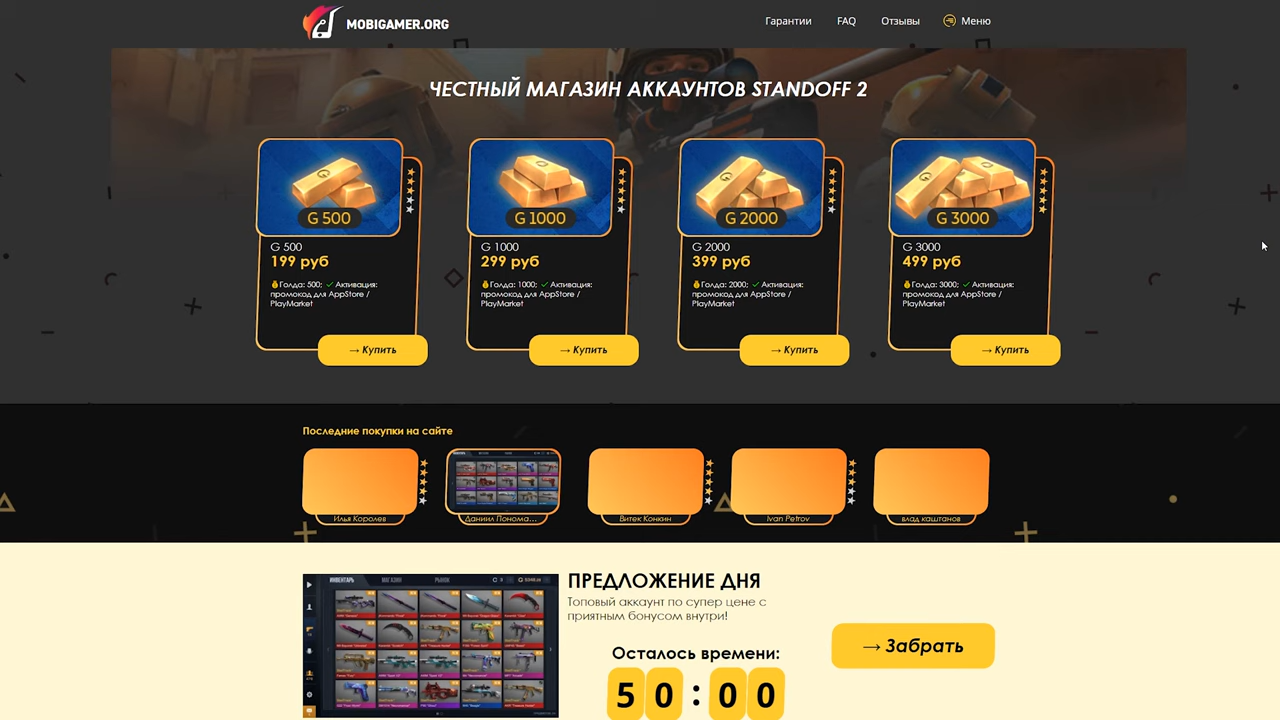 MOBIGAMER.ORG
Гарантии
FAQ
Отзывы
Меню
ЧЕСТНЫЙ МАГАЗИН АККАУНТОВ STANDOFF 2
G 500
G 1000
G 2000
G 3000
G 500
199 руб
💰Голда: 500; ✓ Активация:
промокод для AppStore /
PlayMarket
→ Купить
G 1000
299 руб
💰Голда: 1000; ✓ Активация:
промокод для AppStore /
PlayMarket
→ Купить
G 2000
399 руб
💰Голда: 2000; ✓ Активация:
промокод для AppStore /
PlayMarket
→ Купить
G 3000
499 руб
💰Голда: 3000; ✓ Активация:
промокод для AppStore /
PlayMarket
→ Купить
Последние покупки на сайте
Илья Королев
Даниил Понома...
Витек Конкин
Ivan Petrov
влад каштанов
ИНВЕНТАРЬ
МАГАЗИН
РЫНОК
ПРЕДЛОЖЕНИЕ ДНЯ
Топовый аккаунт по супер цене с
приятным бонусом внутри!
Осталось времени:
50:00
→ Забрать